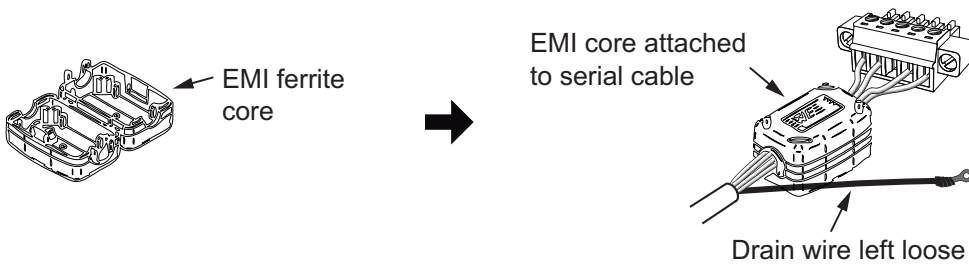 EMI ferrite
core
EMI core attached
to serial cable
Drain wire left loose